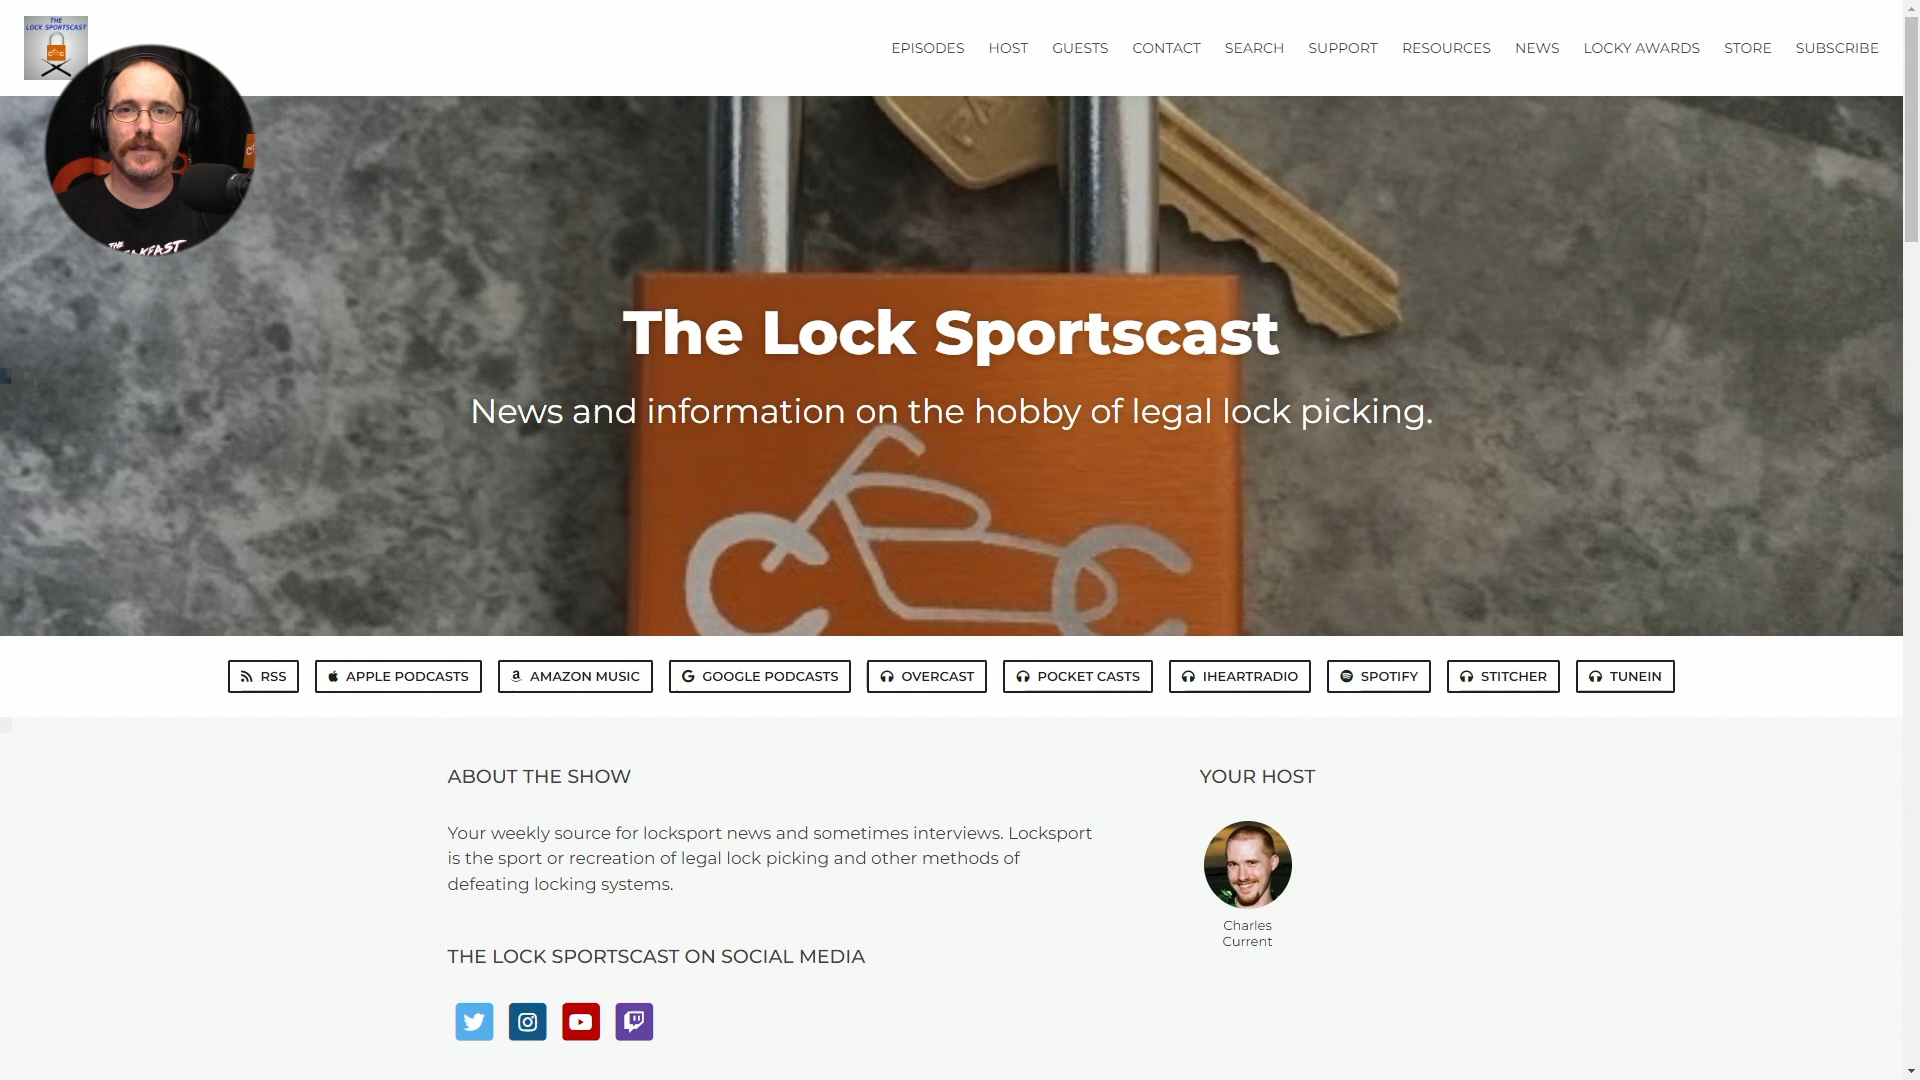 THE
LOCK SPORTSCAST
EPISODES HOST GUESTS CONTACT SEARCH SUPPORT RESOURCES NEWS LOCKY AWARDS STORE SUBSCRIBE
THE
The Lock Sportscast
News and information on the hobby of legal lock picking.
RSS APPLE PODCASTS AMAZON MUSIC GOOGLE PODCASTS OVERCAST POCKET CASTS IHEARTRADIO SPOTIFY STITCHER TUNEIN
ABOUT THE SHOW
Your weekly source for locksport news and sometimes interviews. Locksport
is the sport or recreation of legal lock picking and other methods of
defeating locking systems.
THE LOCK SPORTSCAST ON SOCIAL MEDIA
YOUR HOST
Charles
Current